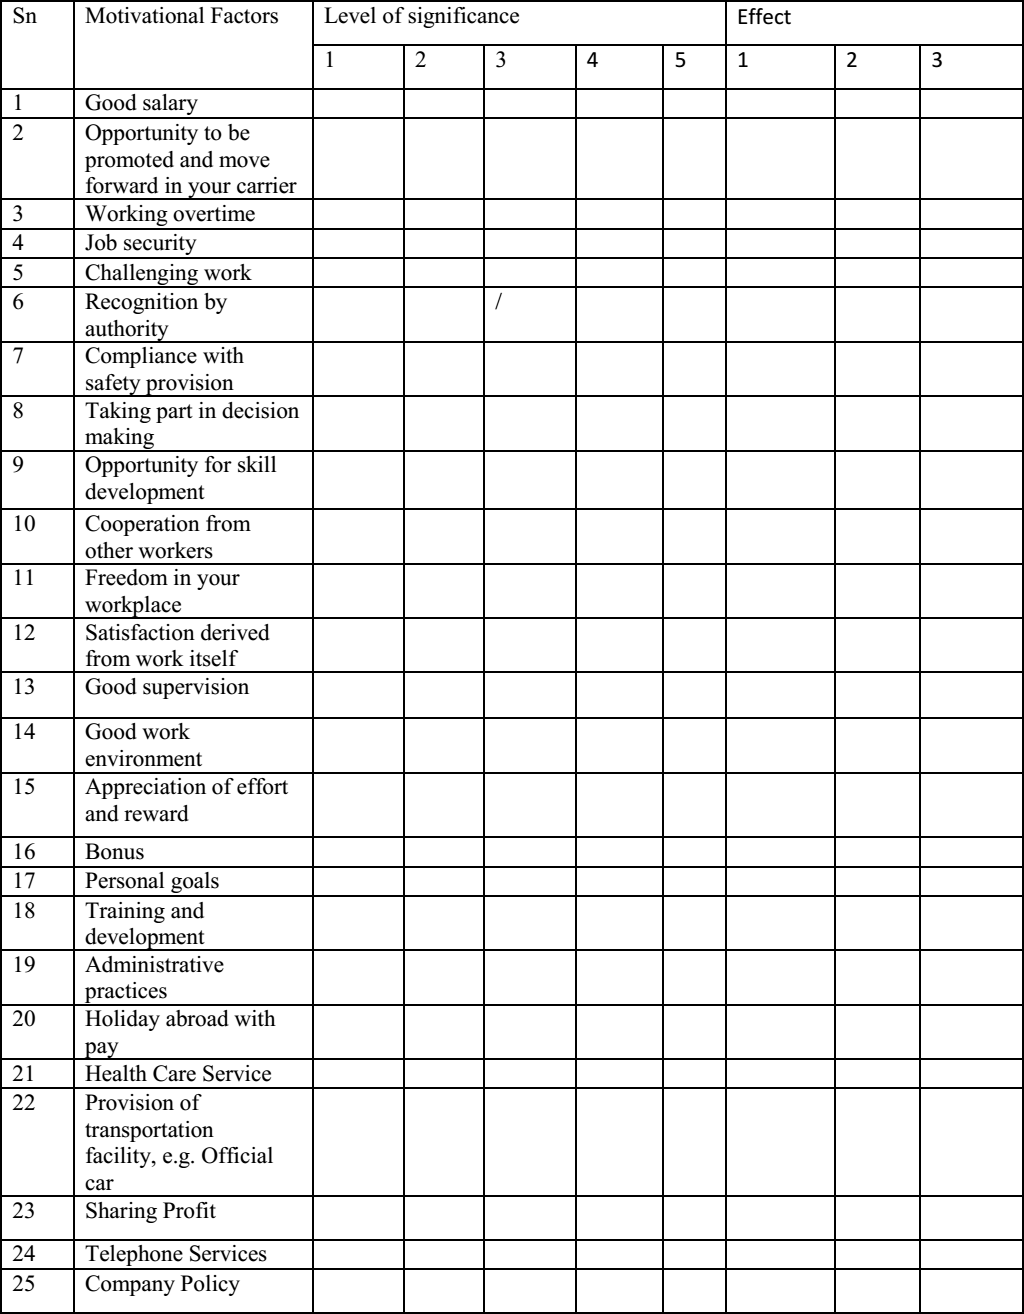 Sn Motivational Factors Level of significance Effect
1 2 3 4 5 1 2 3
1 Good salary
2 Opportunity to be
promoted and move
forward in your carrier
3 Working overtime
4 Job security
5 Challenging work
6 Recognition by /
authority
7 Compliance with
safety provision
8 Taking part in decision
making
9 Opportunity for skill
development
10 Cooperation from
other workers
11 Freedom in your
workplace
12 Satisfaction derived
from work itself
13 Good supervision
14 Good work
environment
15 Appreciation of effort
and reward
16 Bonus
17 Personal goals
18 Training and
development
19 Administrative
practices
20 Holiday abroad with
pay
21 Health Care Service
22 Provision of
transportation
facility, e.g. Official
car
23 Sharing Profit
24 Telephone Services
25 Company Policy